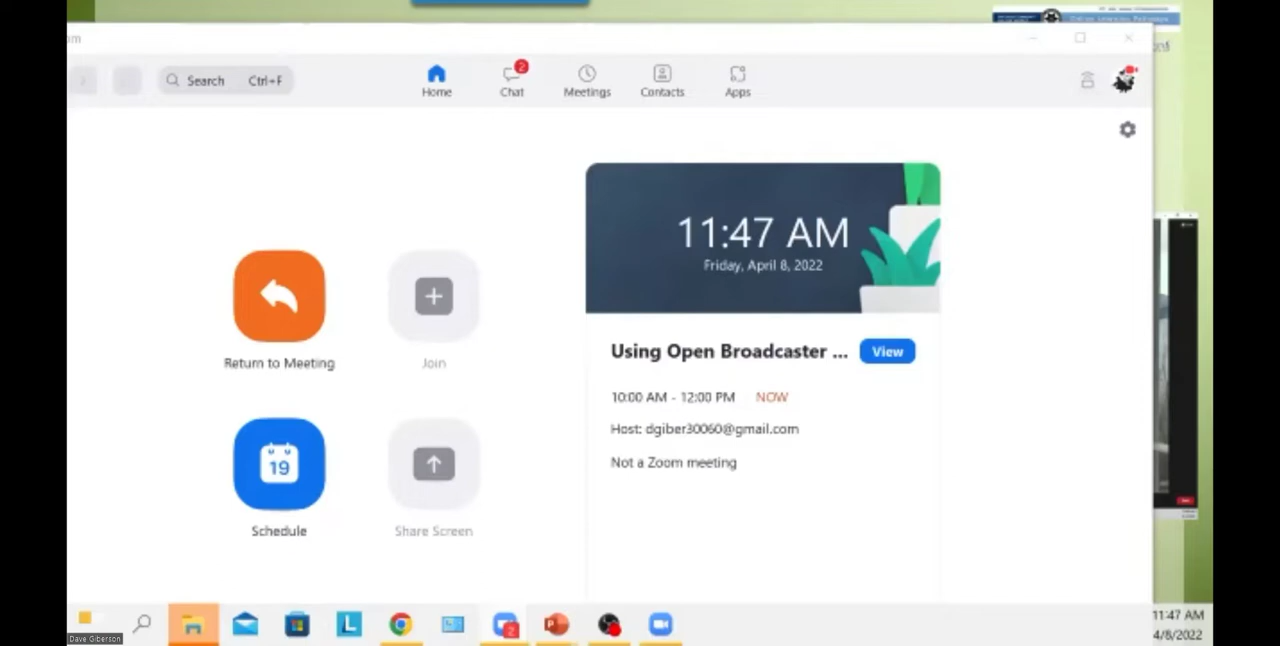 om
Search Ctrl+F
Home
2
Chat
Meetings
Contacts
Apps
11:47 AM
Friday, April 8, 2022
Return to Meeting
Join
Using Open Broadcaster ...
View
10:00 AM - 12:00 PM NOW
Host: dgiber30060@gmail.com
Not a Zoom meeting
19
Schedule
Share Screen
L
2
P
11:47 AM
4/8/2022
Dave Giberson